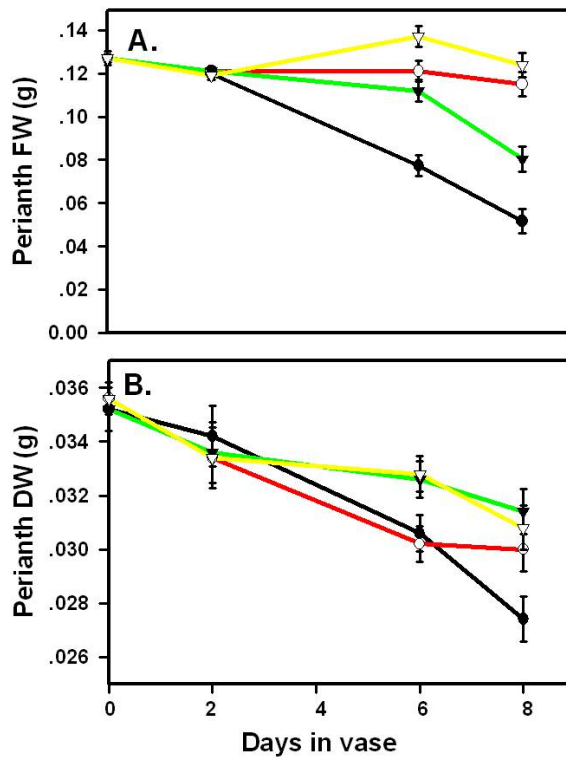 A.
Perianth FW (g)
.14
.12
.10
.08
.06
.04
.02
0.00
B.
Perianth DW (g)
.036
.034
.032
.030
.028
.026
0 2 4 6 8
Days in vase